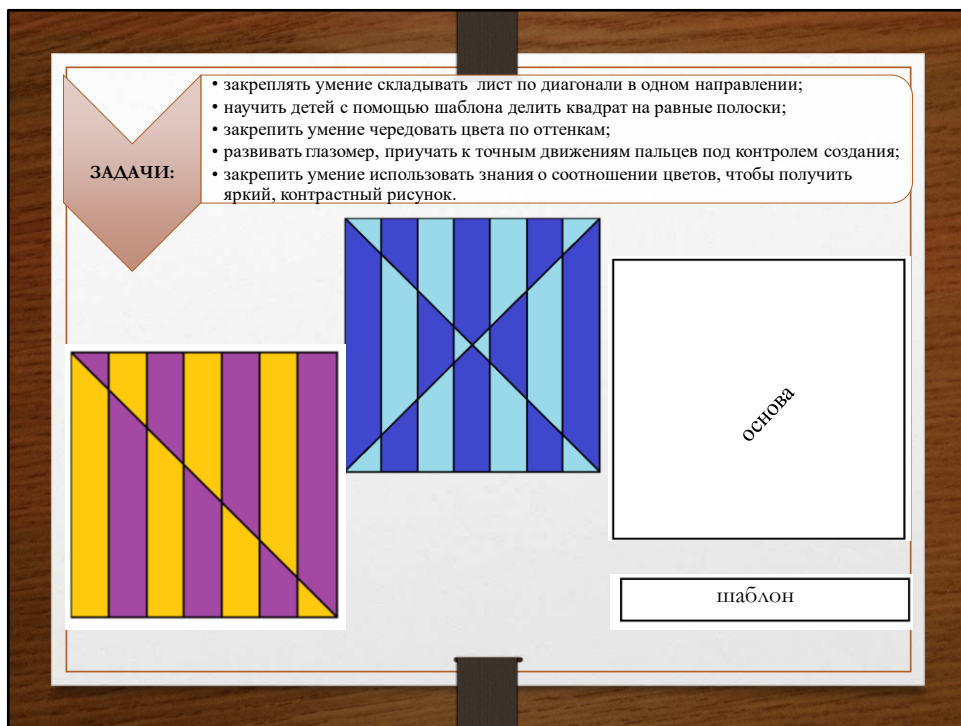 ЗАДАЧИ:
• закреплять умение складывать лист по диагонали в одном направлении;
• научить детей с помощью шаблона делить квадрат на равные полоски;
• закрепить умение чередовать цвета по оттенкам;
• развивать глазомер, приучать к точным движениям пальцев под контролем создания;
• закрепить умение использовать знания о соотношении цветов, чтобы получить
яркий, контрастный рисунок.
основа
шаблон